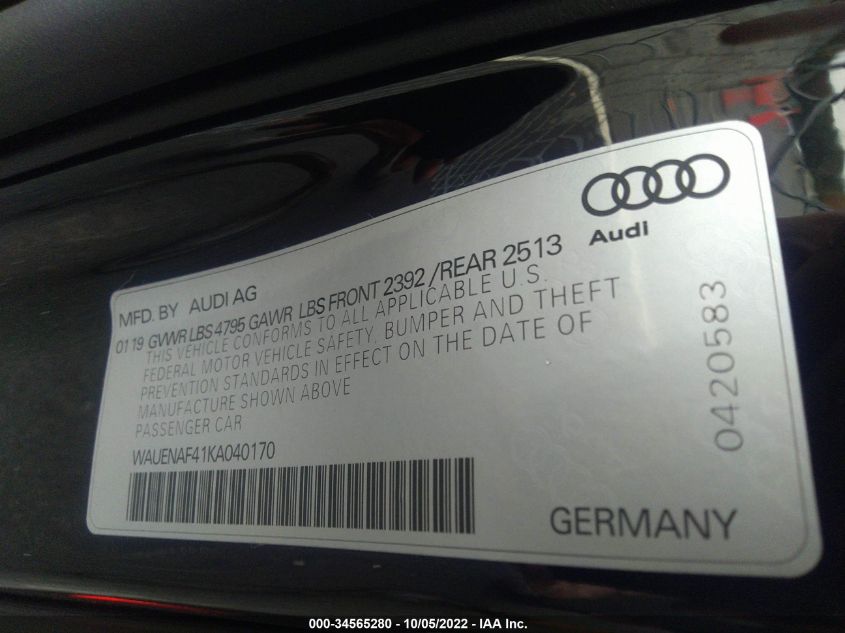 Audi
MFD. BY AUDI AG
01 19 GVWR LBS 4795 GAWR LBS FRONT 2392 /REAR 2513
THIS VEHICLE CONFORMS TO ALL APPLICABLE U.S.
FEDERAL MOTOR VEHICLE SAFETY, BUMPER AND THEFT
PREVENTION STANDARDS IN EFFECT ON THE DATE OF
MANUFACTURE SHOWN ABOVE
PASSENGER CAR
WAUENAF41KA040170
0420583
GERMANY
000-34565280 - 10/05/2022 - IAA Inc.